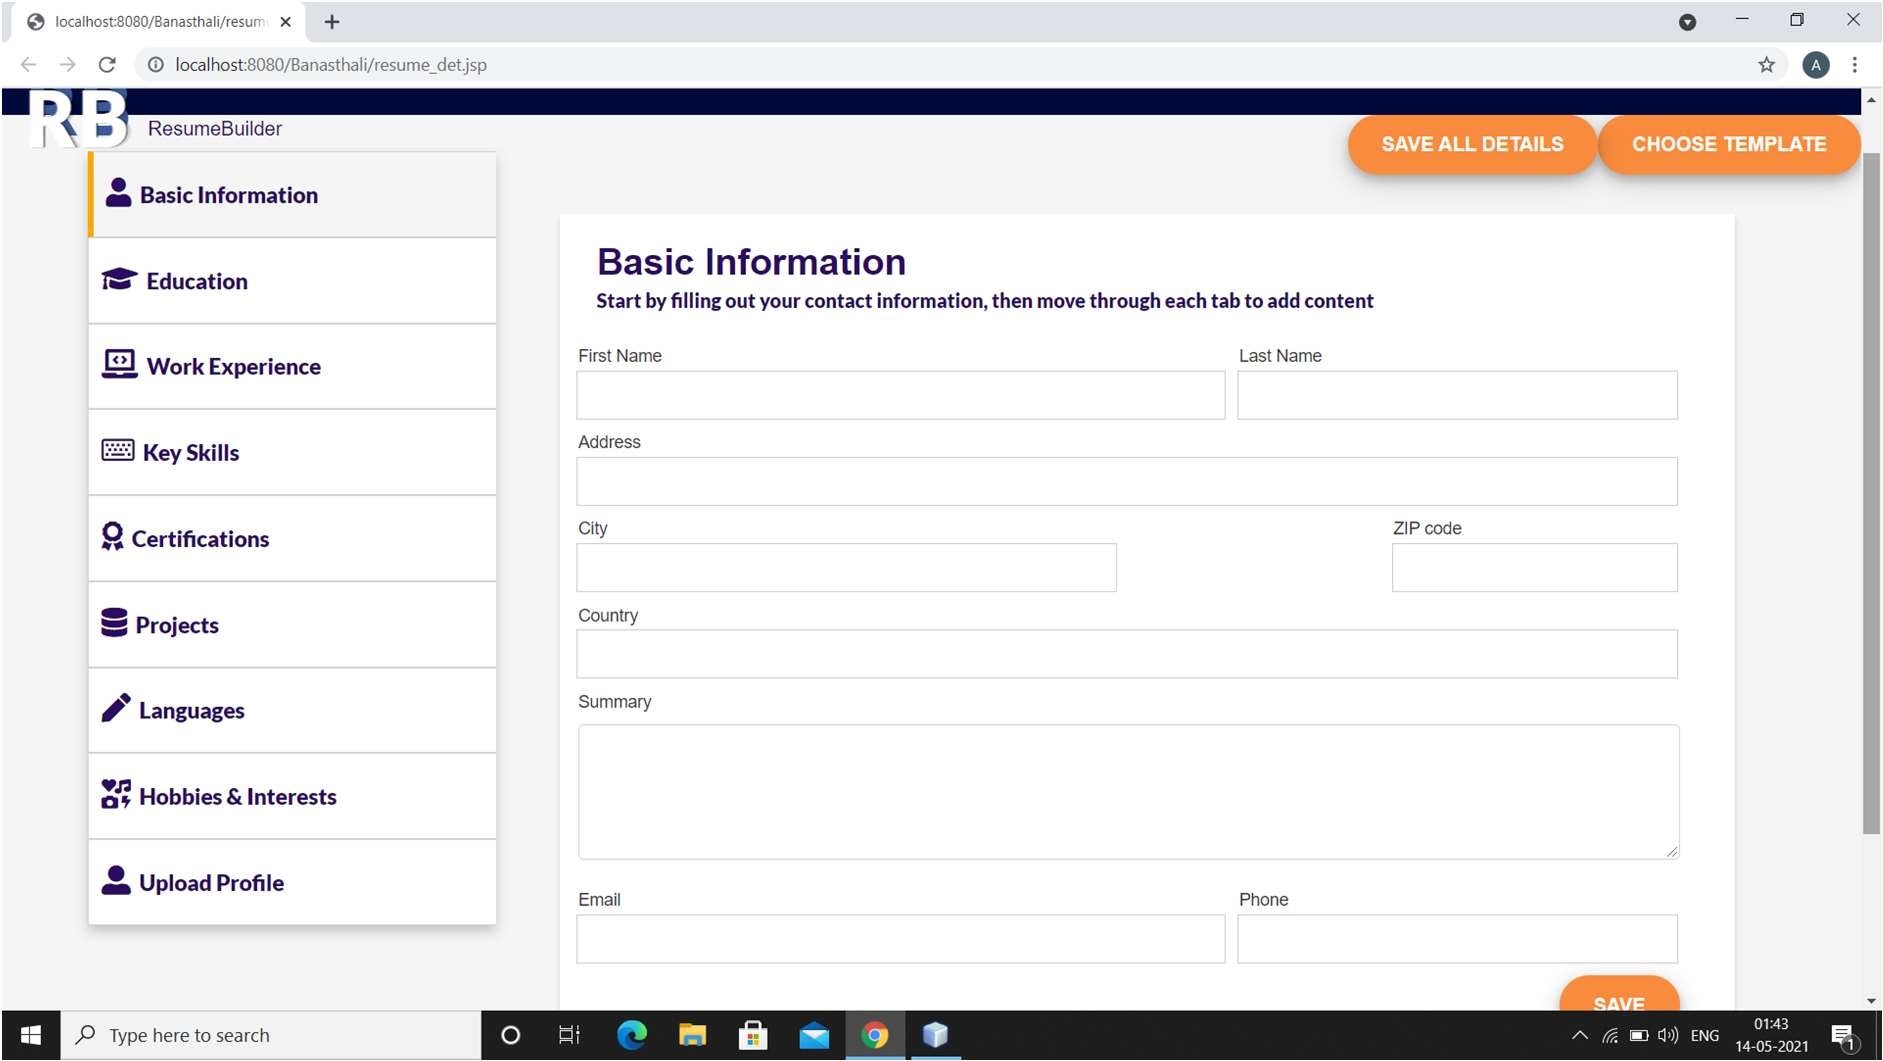 localhost:8080/Banasthali/resum
localhost:8080/Banasthali/resume_det.jsp
A
RB
ResumeBuilder
SAVE ALL DETAILS
CHOOSE TEMPLATE
Basic Information
Education
Work Experience
Key Skills
Certifications
Projects
Languages
Hobbies & Interests
Upload Profile
Basic Information
Start by filling out your contact information, then move through each tab to add content
First Name
Last Name
Address
City
ZIP code
Country
Summary
Email
Phone
SAVE
Type here to search
ENG
01:43
14-05-2021
1